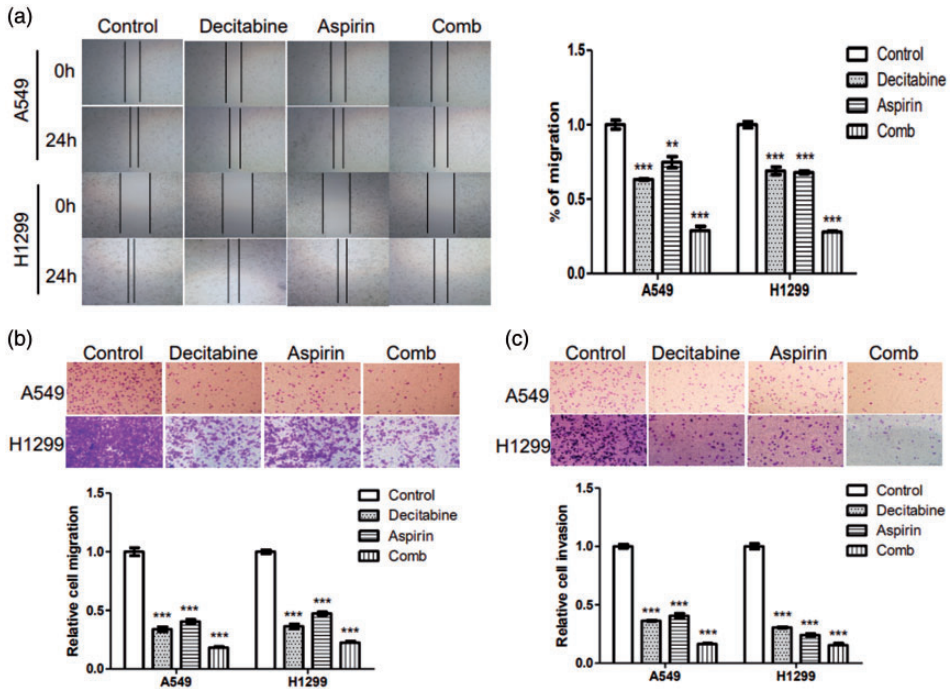 (a)
Control Decitabine Aspirin Comb
A549
0h
24h
H1299
0h
24h
% of migration
1.5
1.0
0.5
0.0
Control
Decitabine
Aspirin
Comb
*** ** *** *** *** ***
A549 H1299
(b)
Control Decitabine Aspirin Comb
A549
H1299
Relative cell migration
1.5
1.0
0.5
0.0
Control
Decitabine
Aspirin
Comb
*** *** *** *** *** ***
A549 H1299
(c)
Control Decitabine Aspirin Comb
A549
H1299
Relative cell invasion
1.5
1.0
0.5
0.0
Control
Decitabine
Aspirin
Comb
*** *** *** *** *** ***
A549 H1299